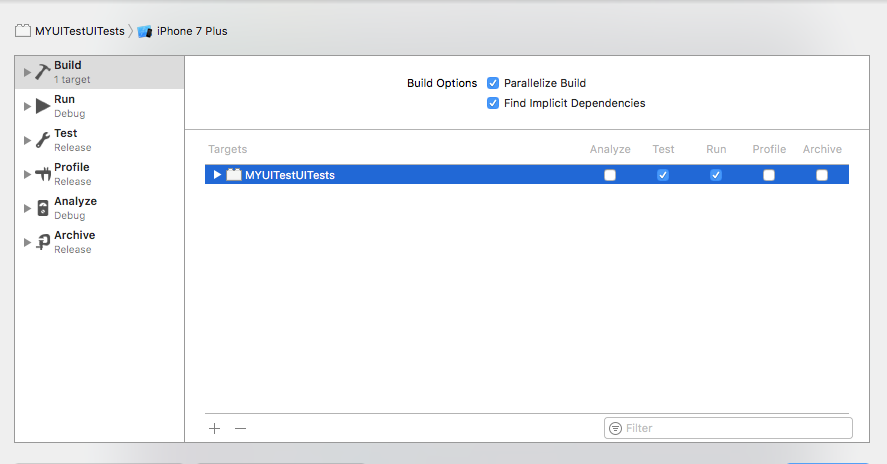 MYUITestUITests 〉 iPhone 7 Plus
Build
1 target
Run
Debug
Test
Release
Profile
Release
Analyze
Debug
Archive
Release
Build Options Parallelize Build
Find Implicit Dependencies
Targets Analyze Test Run Profile Archive
MYUITestUITests
Filter